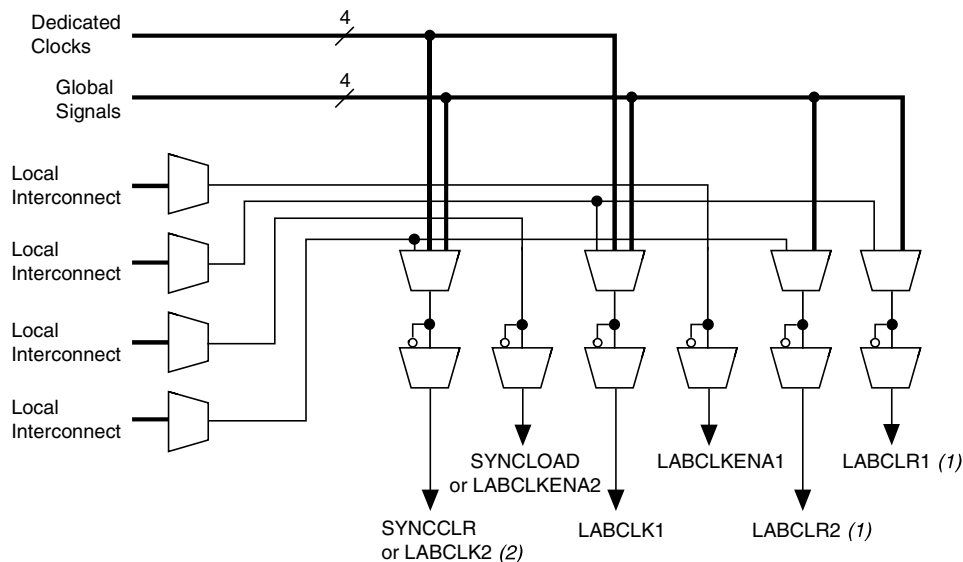 Dedicated
Clocks
4
Global
Signals
4
Local
Interconnect
Local
Interconnect
Local
Interconnect
Local
Interconnect
SYNCLOAD
or LABCLKENA2
LABCLKENA1
LABCLR1 (1)
SYNCCLR
or LABCLK2 (2)
LABCLK1
LABCLR2 (1)